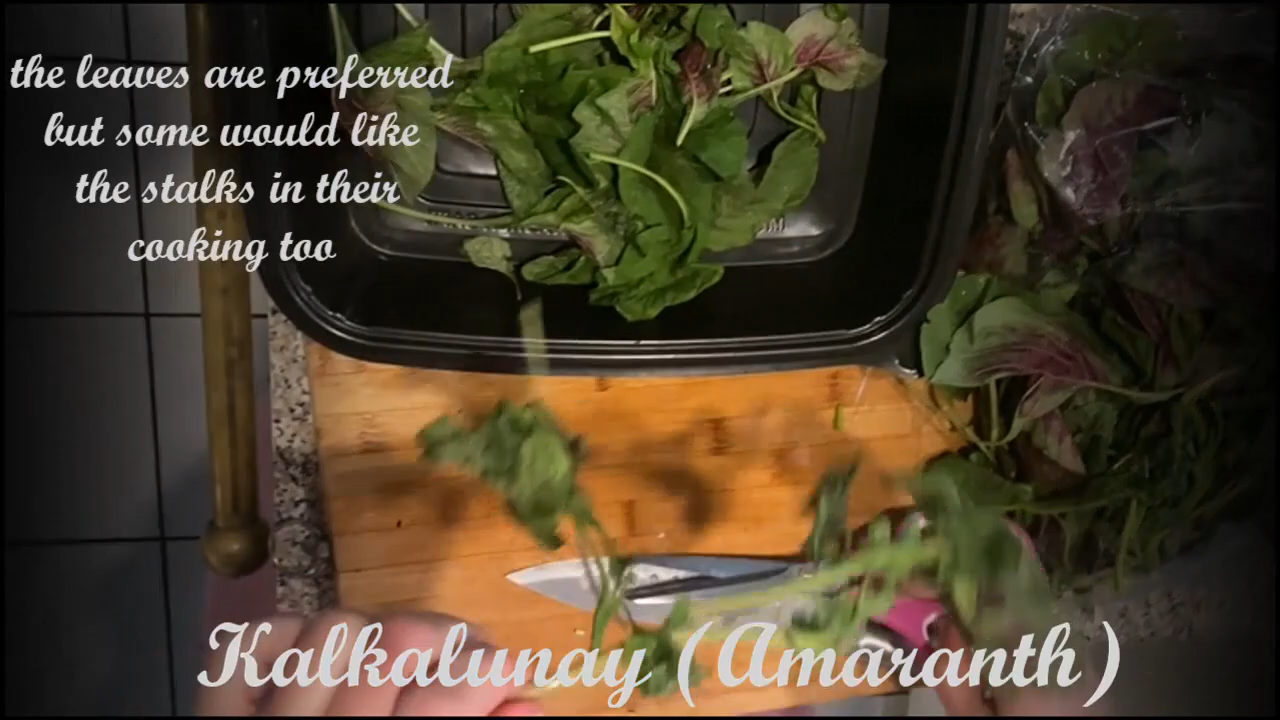 the leaves are preferred
but some would like
the stalks in their
cooking too
Kalkalunay (Amaranth)